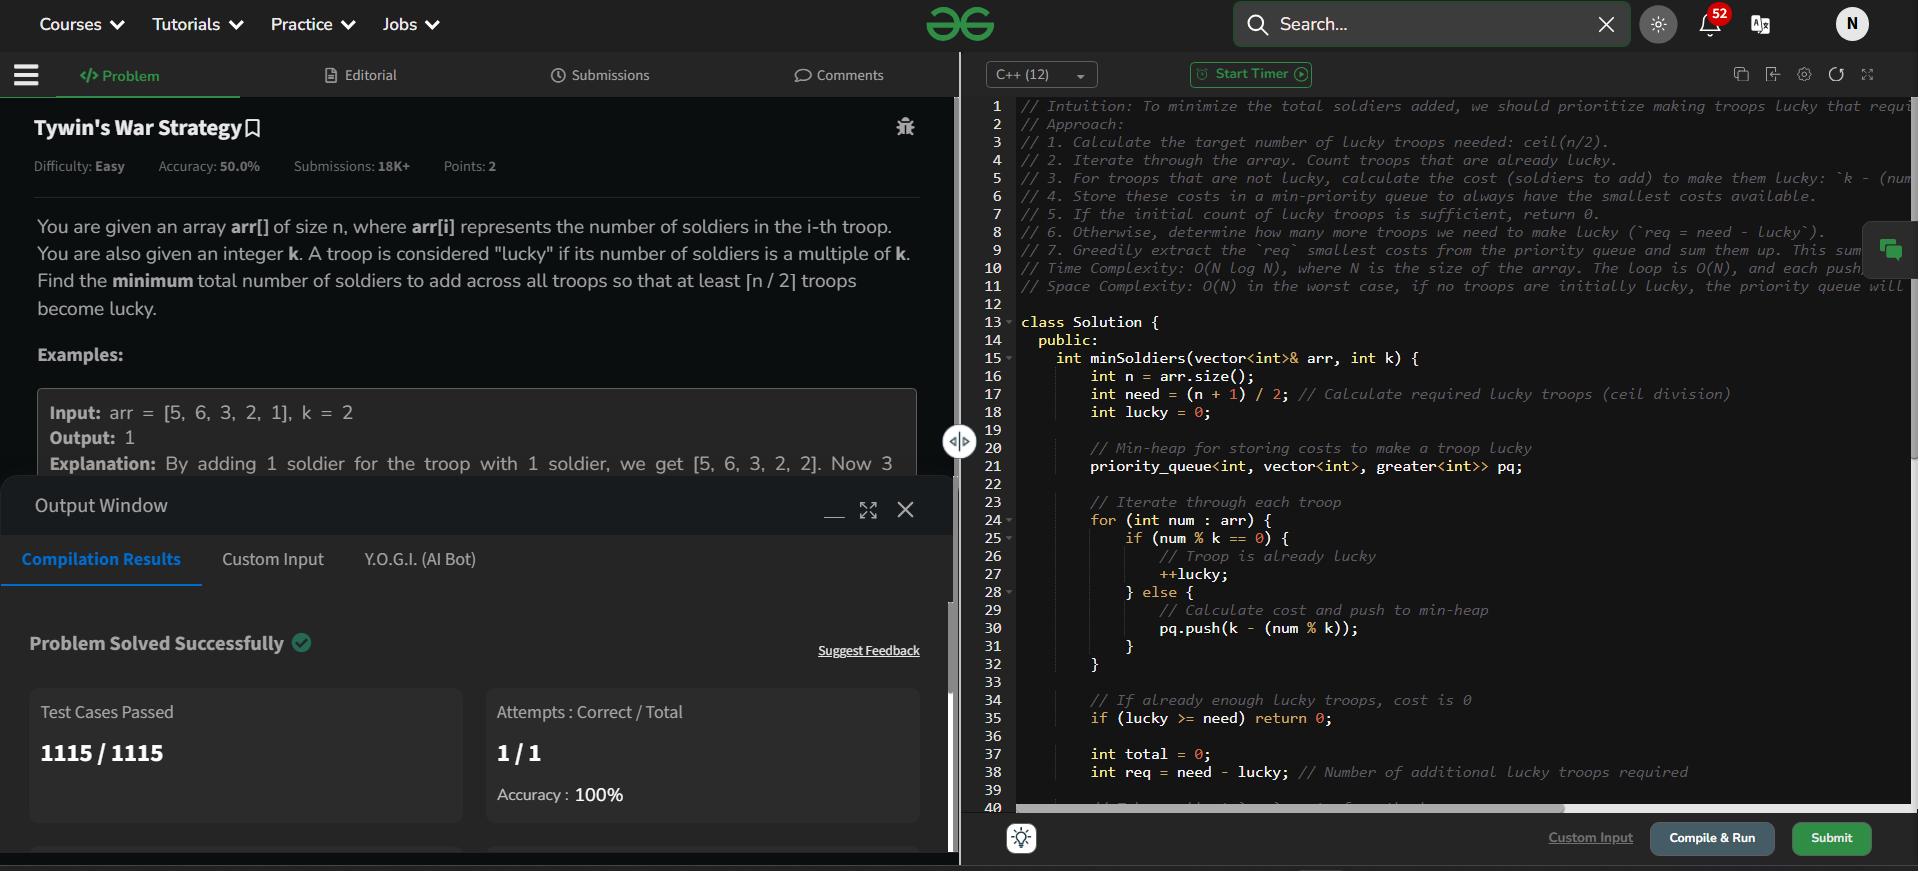 Courses Tutorials Practice Jobs Search... 52 N
Problem Editorial Submissions Comments
C++ (12) Start Timer
Tywin's War Strategy
Difficulty: Easy Accuracy: 50.0% Submissions: 18K+ Points: 2
You are given an array arr[] of size n, where arr[i] represents the number of soldiers in the i-th troop.
You are also given an integer k. A troop is considered "lucky" if its number of soldiers is a multiple of k.
Find the minimum total number of soldiers to add across all troops so that at least ⌈n / 2⌉ troops
become lucky.
Examples:
Input: arr = [5, 6, 3, 2, 1], k = 2
Output: 1
Explanation: By adding 1 soldier for the troop with 1 soldier, we get [5, 6, 3, 2, 2]. Now 3
Output Window
Compilation Results Custom Input Y.O.G.I. (AI Bot)
Problem Solved Successfully
Suggest Feedback
Test Cases Passed
1115 / 1115
Attempts : Correct / Total
1 / 1
Accuracy : 100%
1 // Intuition: To minimize the total soldiers added, we should prioritize making troops lucky that requi
2 // Approach:
3 // 1. Calculate the target number of lucky troops needed: ceil(n/2).
4 // 2. Iterate through the array. Count troops that are already lucky.
5 // 3. For troops that are not lucky, calculate the cost (soldiers to add) to make them lucky: `k - (num
6 // 4. Store these costs in a min-priority queue to always have the smallest costs available.
7 // 5. If the initial count of lucky troops is sufficient, return 0.
8 // 6. Otherwise, determine how many more troops we need to make lucky (`req = need - lucky`).
9 // 7. Greedily extract the `req` smallest costs from the priority queue and sum them up. This sum
10 // Time Complexity: O(N log N), where N is the size of the array. The loop is O(N), and each push
11 // Space Complexity: O(N) in the worst case, if no troops are initially lucky, the priority queue will
12
13 class Solution {
14 public:
15 int minSoldiers(vector<int>& arr, int k) {
16 int n = arr.size();
17 int need = (n + 1) / 2; // Calculate required lucky troops (ceil division)
18 int lucky = 0;
19
20 // Min-heap for storing costs to make a troop lucky
21 priority_queue<int, vector<int>, greater<int>> pq;
22
23 // Iterate through each troop
24 for (int num : arr) {
25 if (num % k == 0) {
26 // Troop is already lucky
27 ++lucky;
28 } else {
29 // Calculate cost and push to min-heap
30 pq.push(k - (num % k));
31 }
32 }
33
34 // If already enough lucky troops, cost is 0
35 if (lucky >= need) return 0;
36
37 int total = 0;
38 int req = need - lucky; // Number of additional lucky troops required
39
40
Custom Input Compile & Run Submit